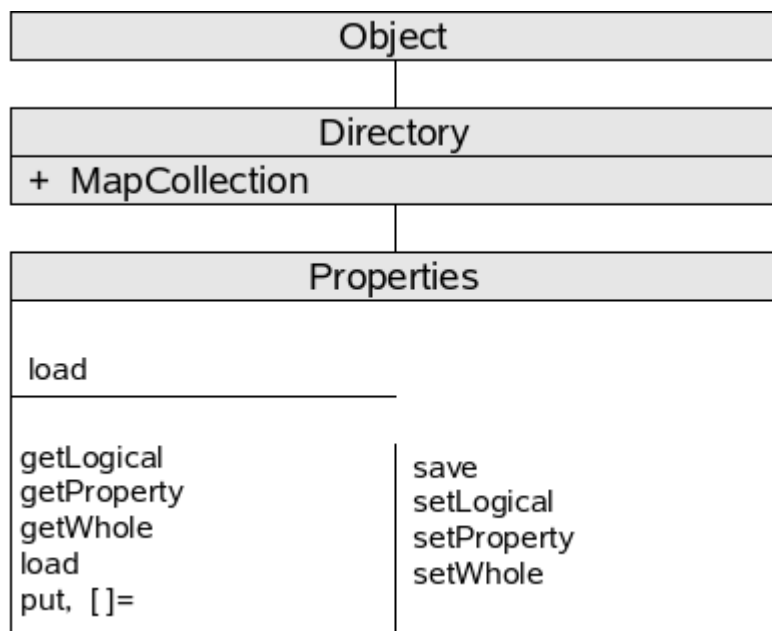 Object
Directory
+ MapCollection
Properties
load
getLogical
getProperty
getWhole
load
put, []=
save
setLogical
setProperty
setWhole